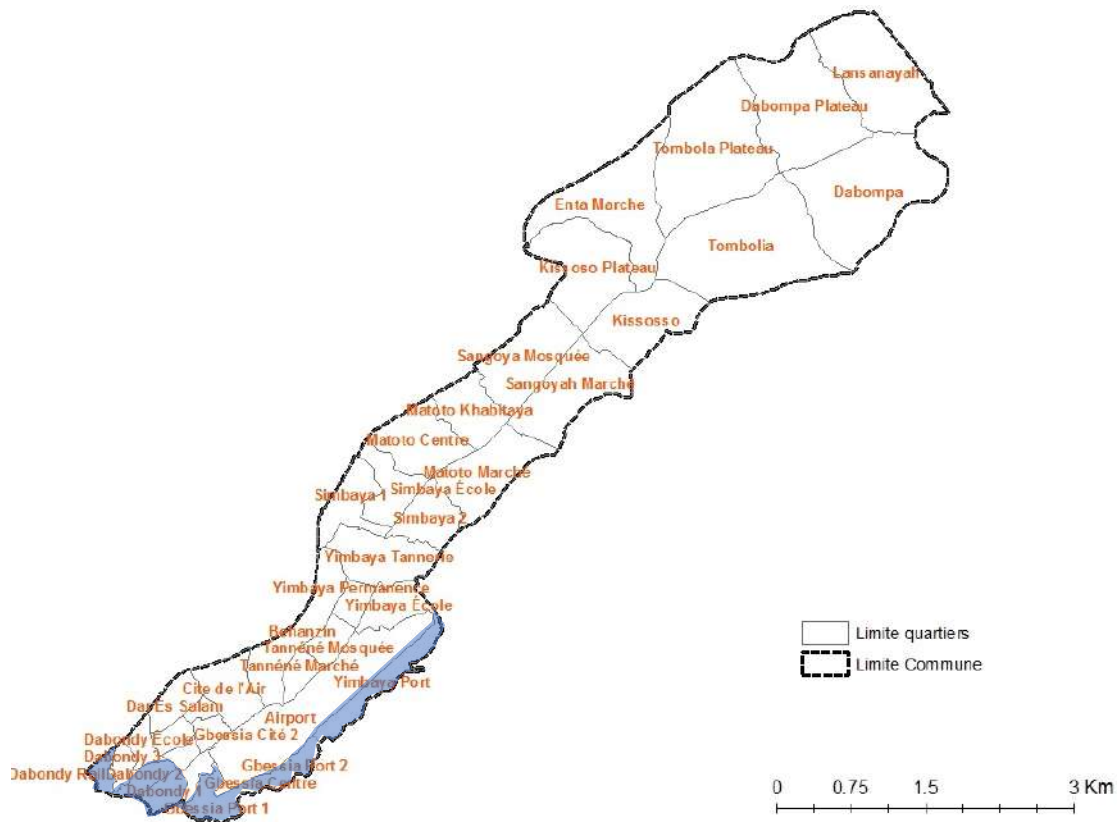 Lansanayah
Dabompa Plateau
Tombola Plateau
Dabompa
Enta Marche
Tombolia
Kissoso Plateau
Kissosso
Sangoya Mosquée
Sangoyah Marché
Matoto Khabitaya
Matoto Centre
Matoto Marché
Simbaya École
Simbaya 1
Simbaya 2
Yimbaya Tannerie
Yimbaya Permanence
Yimbaya École
Behanzin
Tannéné Mosquée
Tannéné Marché
Yimbaya Port
Cite de l'Air
Dar Es Salam
Airport
Gbessia Cité 2
Dabondy École
Dabondy 3
Gbessia Port 2
Dabondy Rail
Dabondy 2
Gbessia Centre
Dabondy 1
Gbessia Port 1
Limite quartiers
Limite Commune
0 0.75 1.5 3 Km